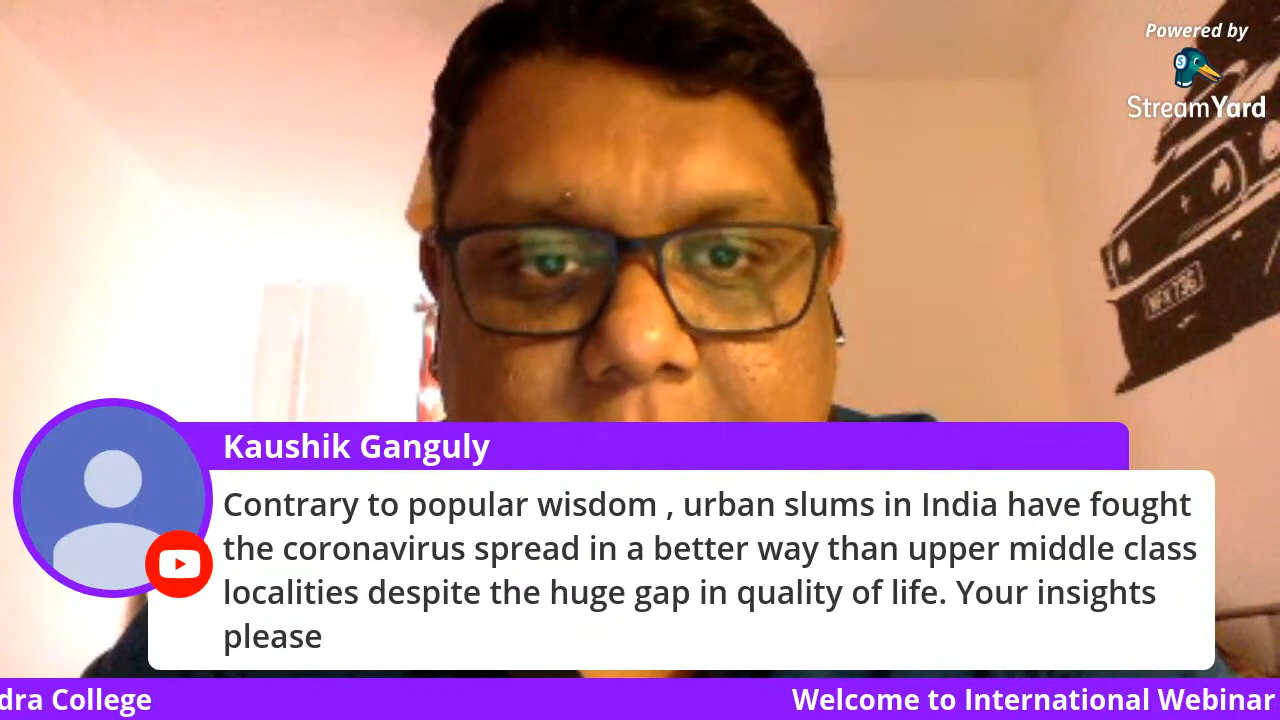 Powered by
StreamYard
NFX 736
Kaushik Ganguly
Contrary to popular wisdom , urban slums in India have fought
the coronavirus spread in a better way than upper middle class
localities despite the huge gap in quality of life. Your insights
please
dra College
Welcome to International Webinar